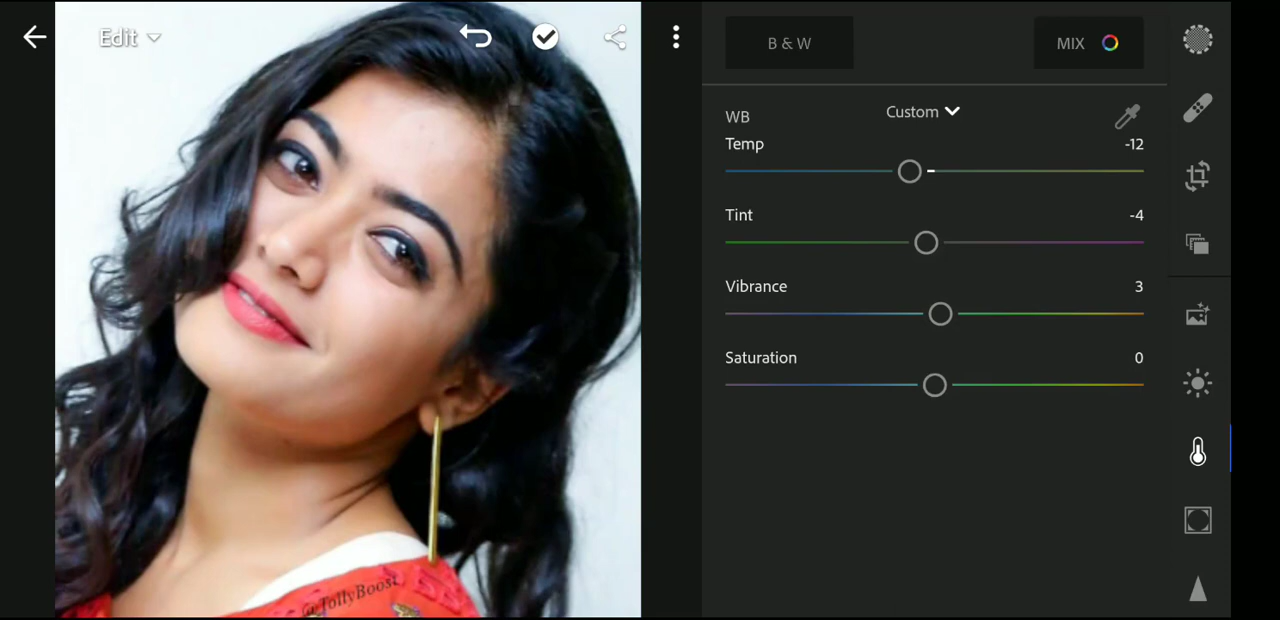 Edit
B & W
MIX
WB
Custom
Temp
-12
Tint
-4
Vibrance
3
Saturation
0
@TollyBoost